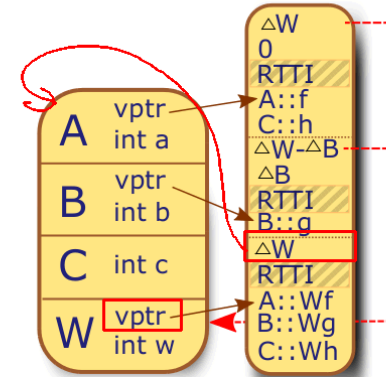 A
vptr
int a
B
vptr
int b
C
int c
W
vptr
int w
△W
0
RTTI
A::f
C::h
△W-△B
△B
RTTI
B::g
△W
RTTI
A::Wf
B::Wg
C::Wh